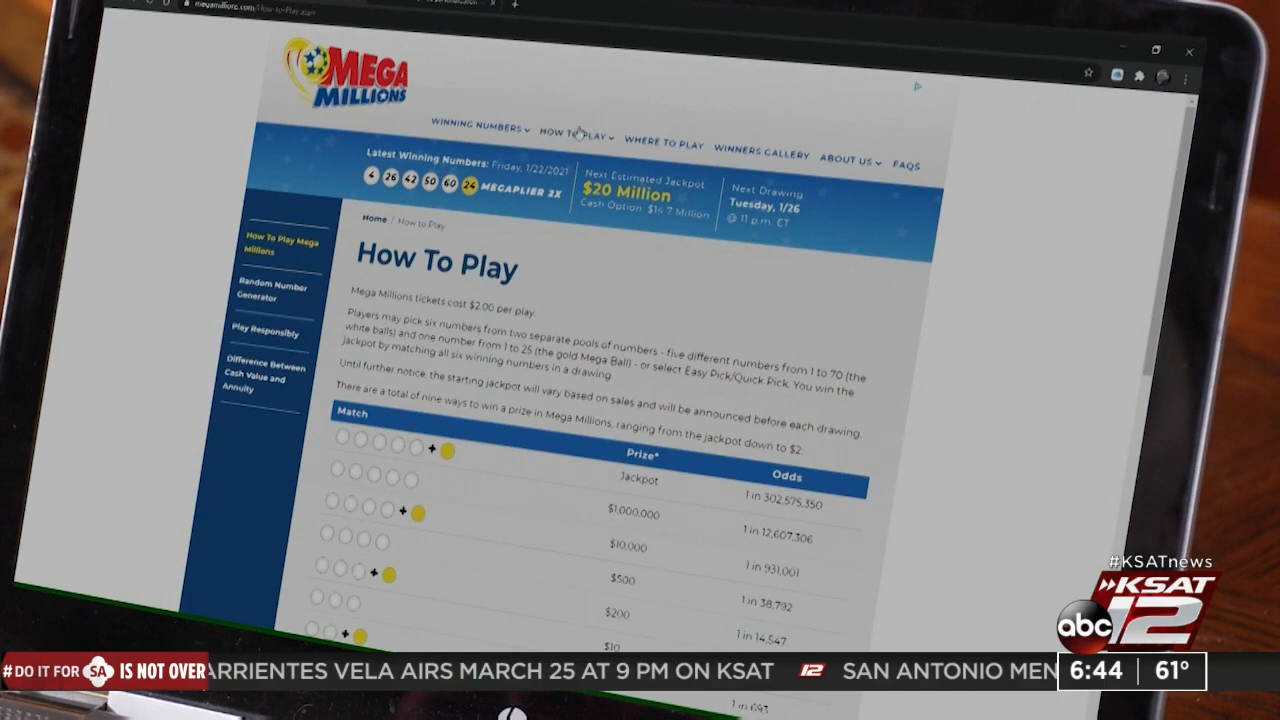 megamillions.com/How-to-Play.aspx
MEGA
MILLIONS
WINNING NUMBERS HOW TO PLAY WHERE TO PLAY WINNERS GALLERY ABOUT US FAQS
Latest Winning Numbers: Friday, 1/22/2021
4 26 42 50 60 24 MEGAPLIER 2X
Next Estimated Jackpot
$20 Million
Cash Option: $14.7 Million
Next Drawing
Tuesday, 1/26
@ 11 p.m. ET
How To Play Mega
Millions
Random Number
Generator
Play Responsibly
Difference Between
Cash Value and
Annuity
Home / How to Play
How To Play
Mega Millions tickets cost $2.00 per play.
Players may pick six numbers from two separate pools of numbers - five different numbers from 1 to 70 (the
white balls) and one number from 1 to 25 (the gold Mega Ball) - or select Easy Pick/Quick Pick. You win the
jackpot by matching all six winning numbers in a drawing
Until further notice, the starting jackpot will vary based on sales and will be announced before each drawing.
There are a total of nine ways to win a prize in Mega Millions, ranging from the jackpot down to $2:
Match Prize* Odds
+ Jackpot 1 in 302,575,350
$1,000,000 1 in 12,607,306
+ $10,000 1 in 931,001
$500 1 in 38,792
+ $200 1 in 14,547
$10
+ 1 in 693
#KSATnews
KSAT
abc 12
#DO IT FOR SA IS NOT OVER
ARRIENTES VELA AIRS MARCH 25 AT 9 PM ON KSAT 12 SAN ANTONIO MEN
6:44 61°